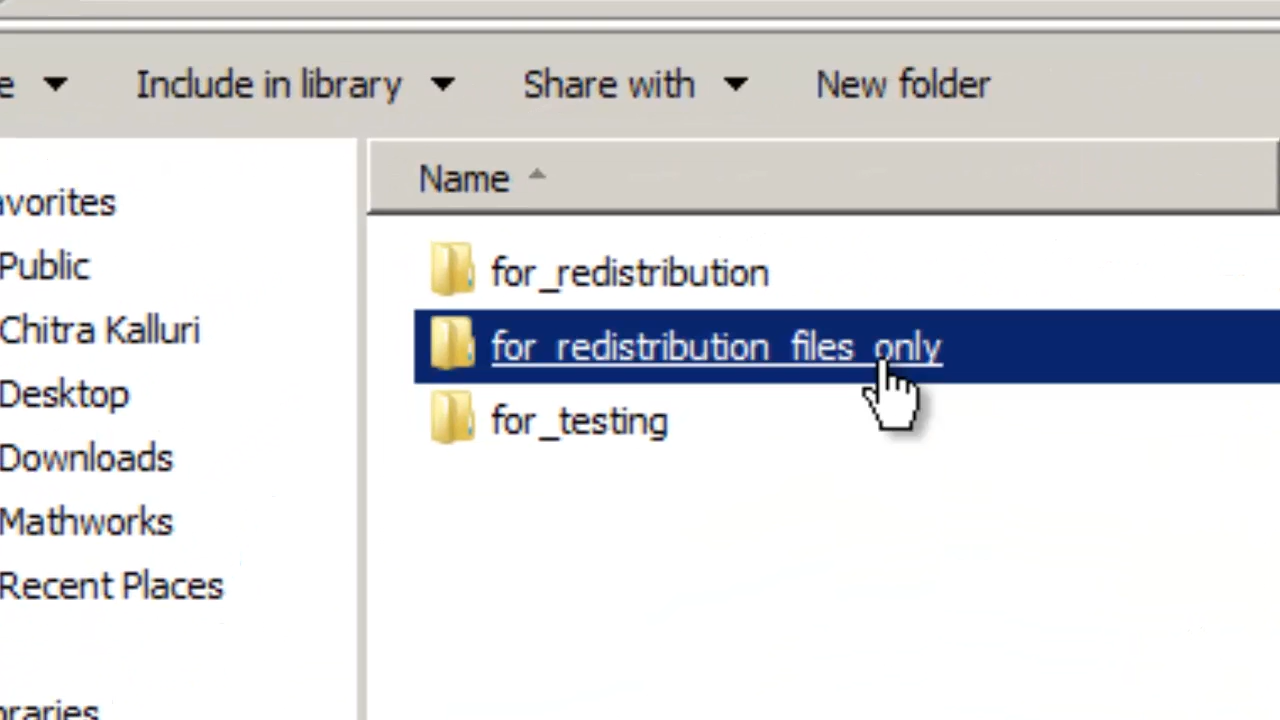 e Include in library Share with New folder
Name
avorites
Public
Chitra Kalluri
Desktop
Downloads
Mathworks
Recent Places
braries
for_redistribution
for_redistribution_files_only
for_testing